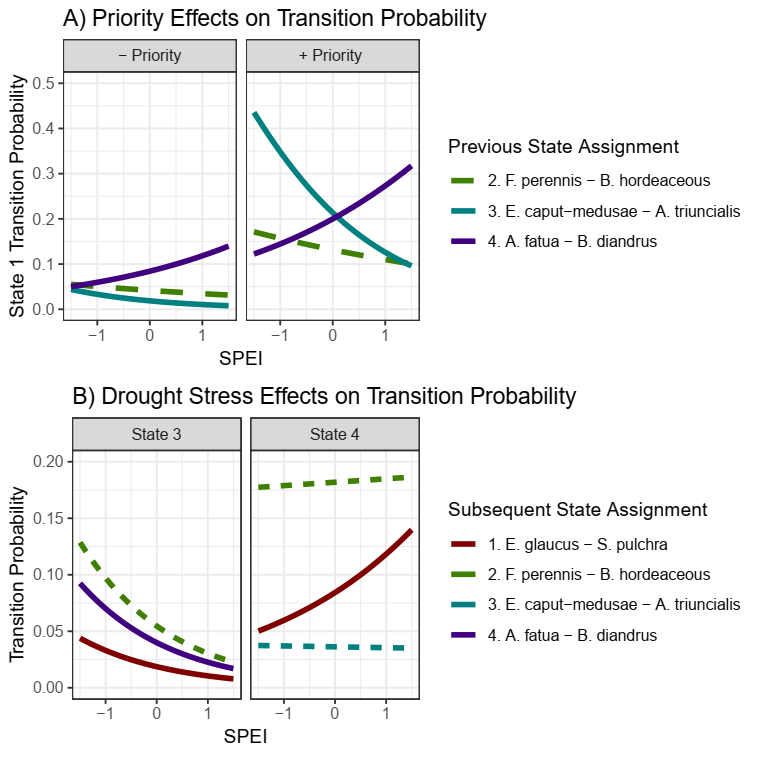 A) Priority Effects on Transition Probability
− Priority
+ Priority
State 1 Transition Probability
0.5
0.4
0.3
0.2
0.1
0.0
−1 0 1
−1 0 1
SPEI
Previous State Assignment
2. F. perennis − B. hordeaceous
3. E. caput−medusae − A. triuncialis
4. A. fatua − B. diandrus
B) Drought Stress Effects on Transition Probability
State 3
State 4
Transition Probability
0.20
0.15
0.10
0.05
0.00
−1 0 1
−1 0 1
SPEI
Subsequent State Assignment
1. E. glaucus − S. pulchra
2. F. perennis − B. hordeaceous
3. E. caput−medusae − A. triuncialis
4. A. fatua − B. diandrus